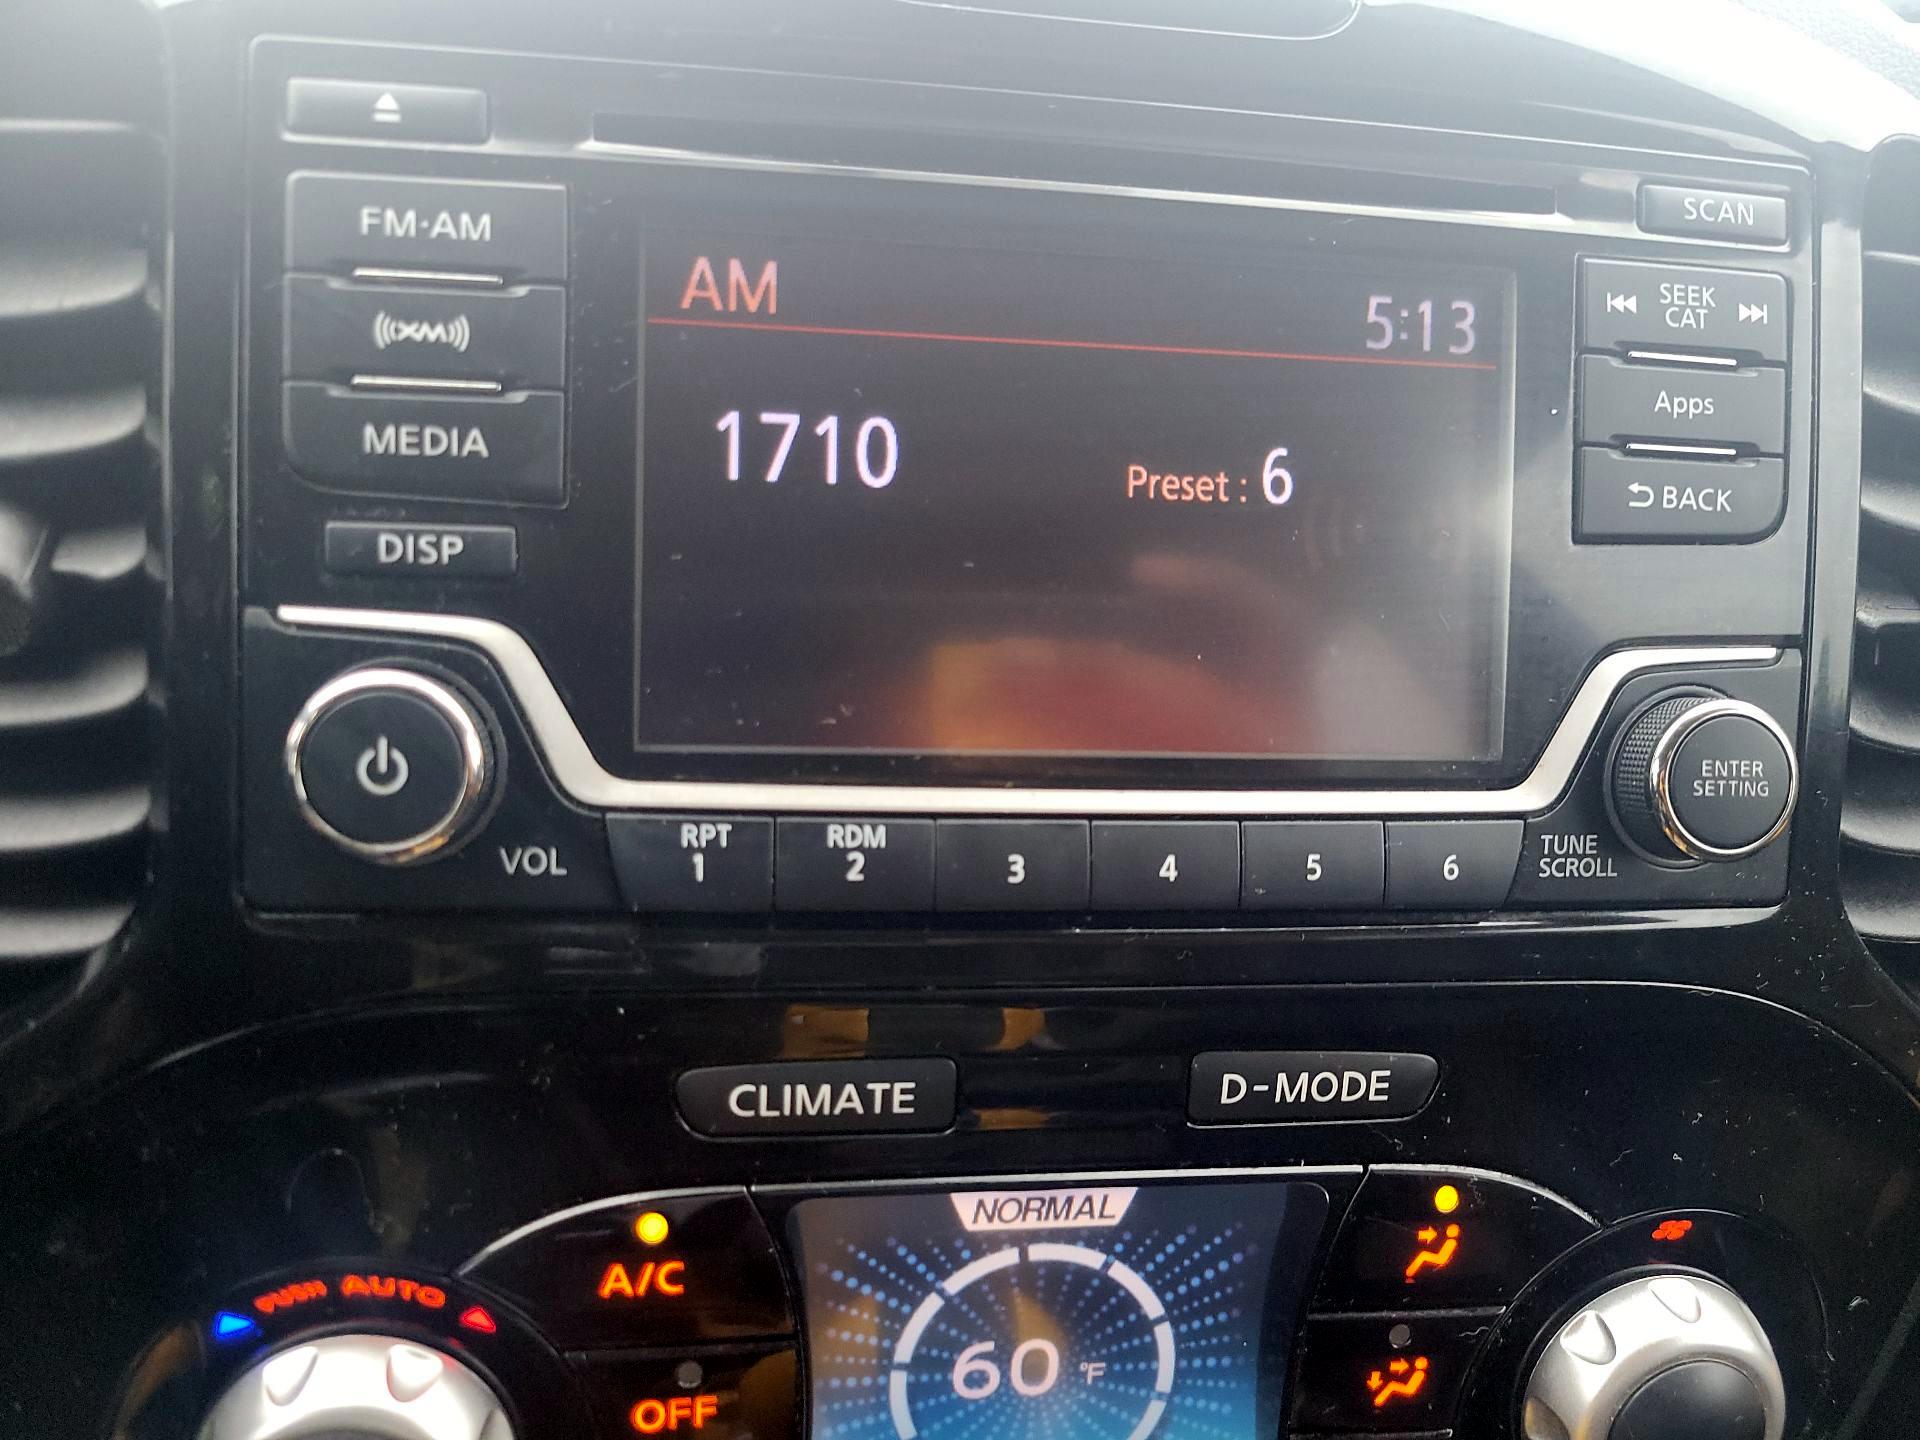 FM·AM
SCAN
AM
5:13
SEEK
CAT
XM
Apps
MEDIA
1710
Preset : 6
BACK
DISP
ENTER
SETTING
VOL
RPT
1
RDM
2
3
4
5
6
TUNE
SCROLL
CLIMATE
D-MODE
NORMAL
A/C
PUSH AUTO
60 °F
OFF